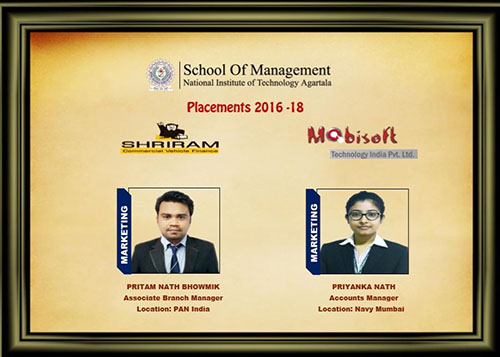 School Of Management
National Institute of Technology Agartala
Placements 2016 -18
SHRIRAM
Commercial Vehicle Finance
Mobisoft
Technology India Pvt. Ltd.
MARKETING
MARKETING
PRITAM NATH BHOWMIK
Associate Branch Manager
Location: PAN India
PRIYANKA NATH
Accounts Manager
Location: Navy Mumbai